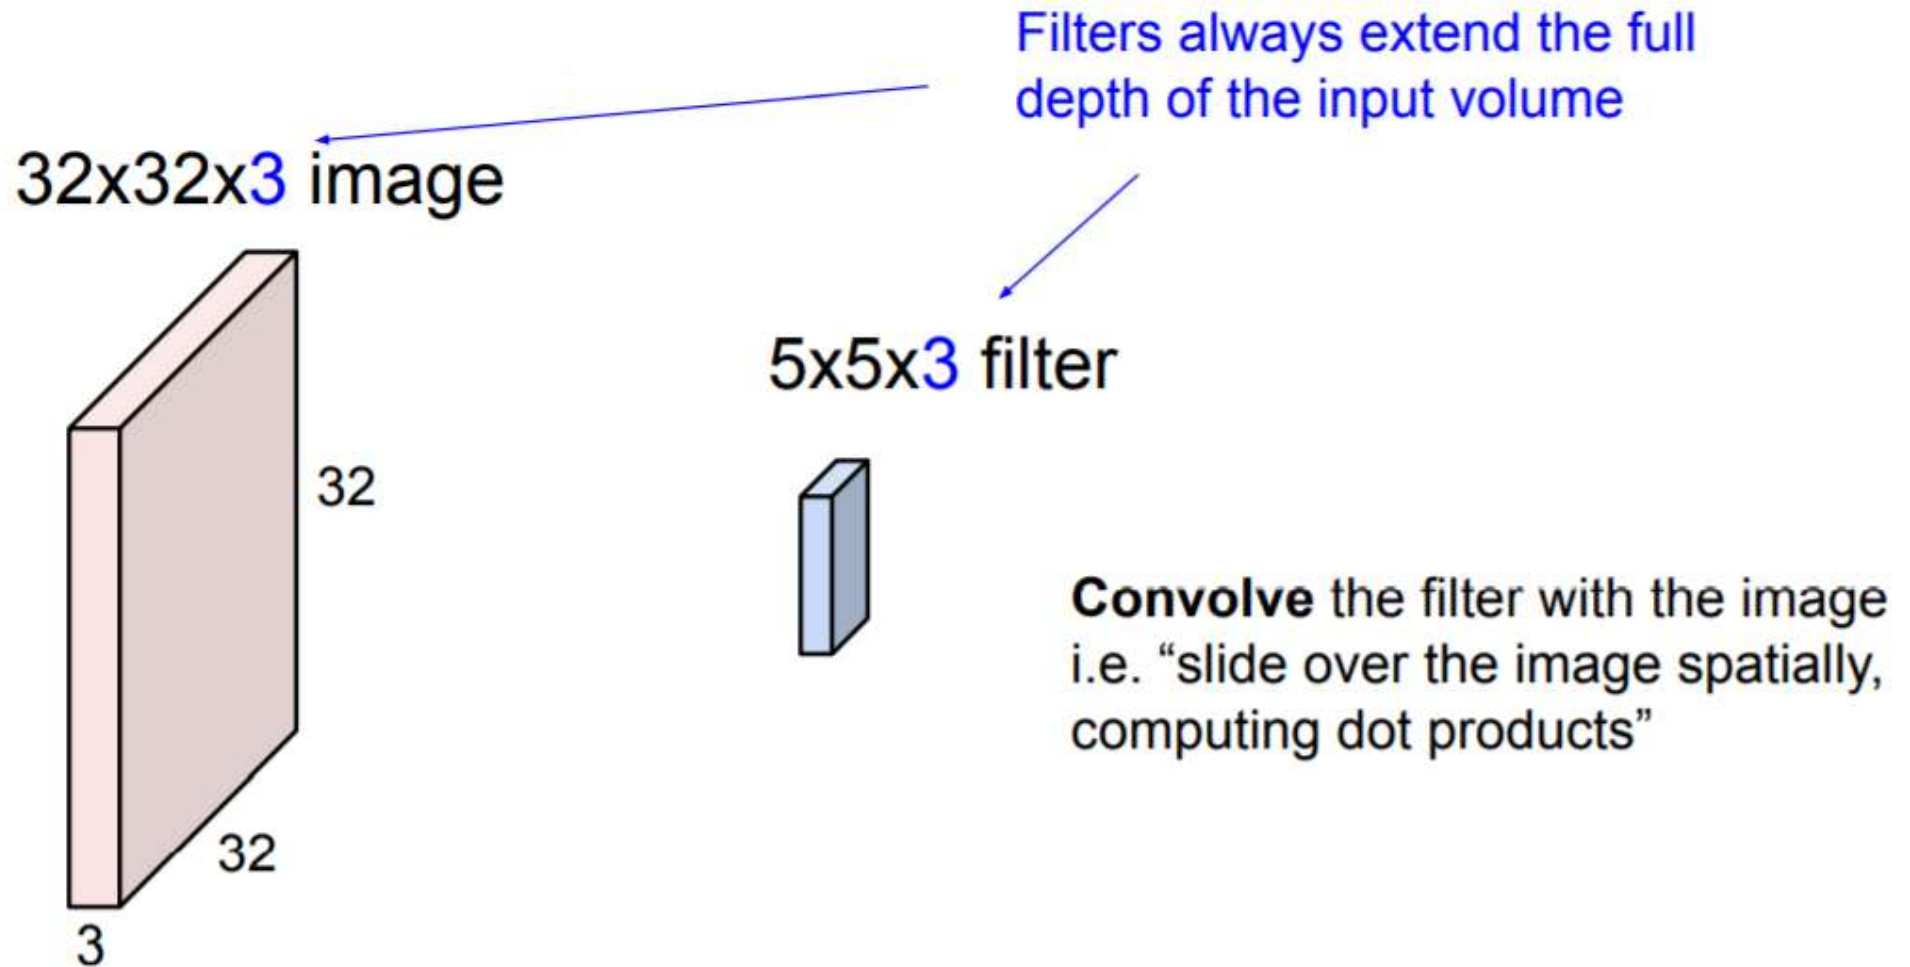 Filters always extend the full
depth of the input volume
32x32x3 image
5x5x3 filter
32
Convolve the filter with the image
i.e. “slide over the image spatially,
computing dot products”
32
3